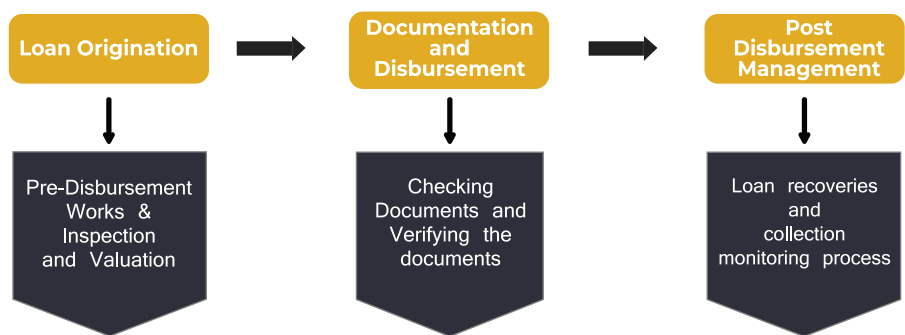 Loan Origination
Documentation
and
Disbursement
Post
Disbursement
Management
Pre-Disbursement
Works &
Inspection
and Valuation
Checking
Documents and
Verifying the
documents
Loan recoveries
and
collection
monitoring process